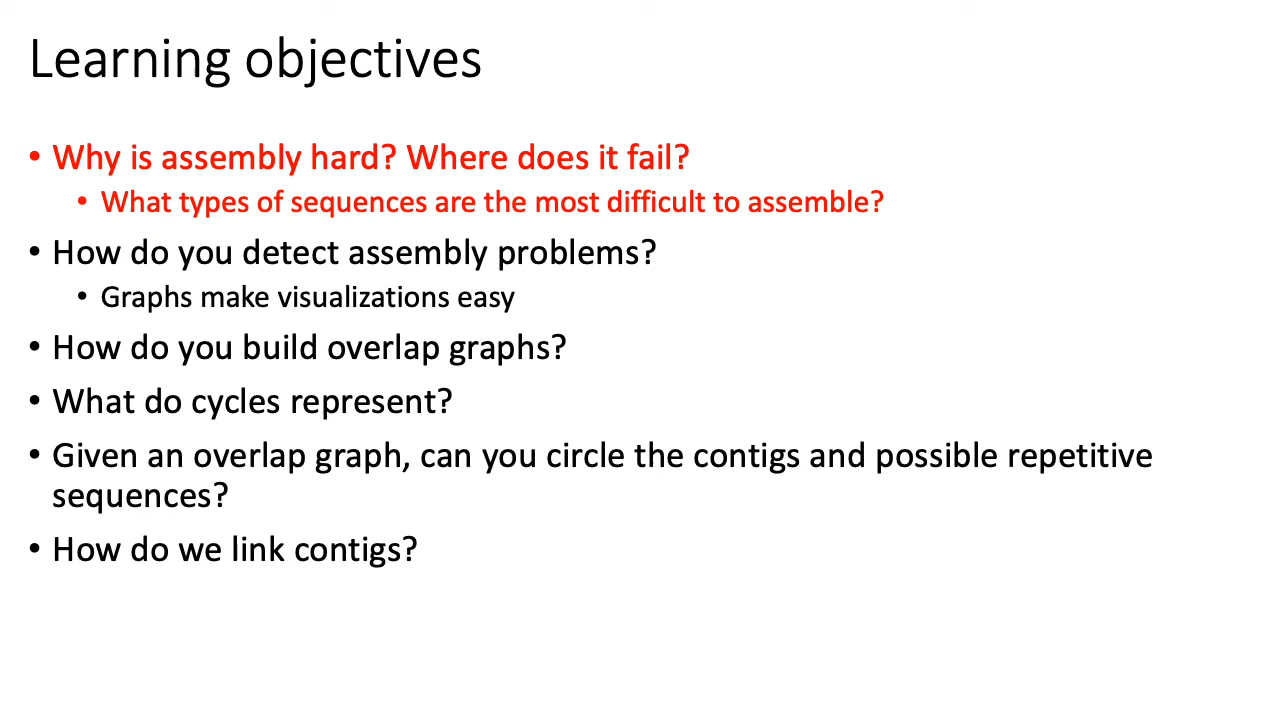 Learning objectives
• Why is assembly hard? Where does it fail?
• What types of sequences are the most difficult to assemble?
• How do you detect assembly problems?
• Graphs make visualizations easy
• How do you build overlap graphs?
• What do cycles represent?
• Given an overlap graph, can you circle the contigs and possible repetitive
sequences?
• How do we link contigs?